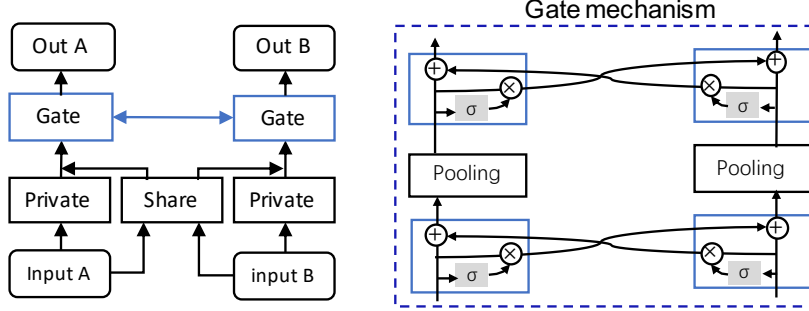 Gate mechanism
Out A
Out B
Gate
Gate
Private
Share
Private
Input A
input B
+
×
σ
+
×
σ
Pooling
Pooling
+
×
σ
+
×
σ